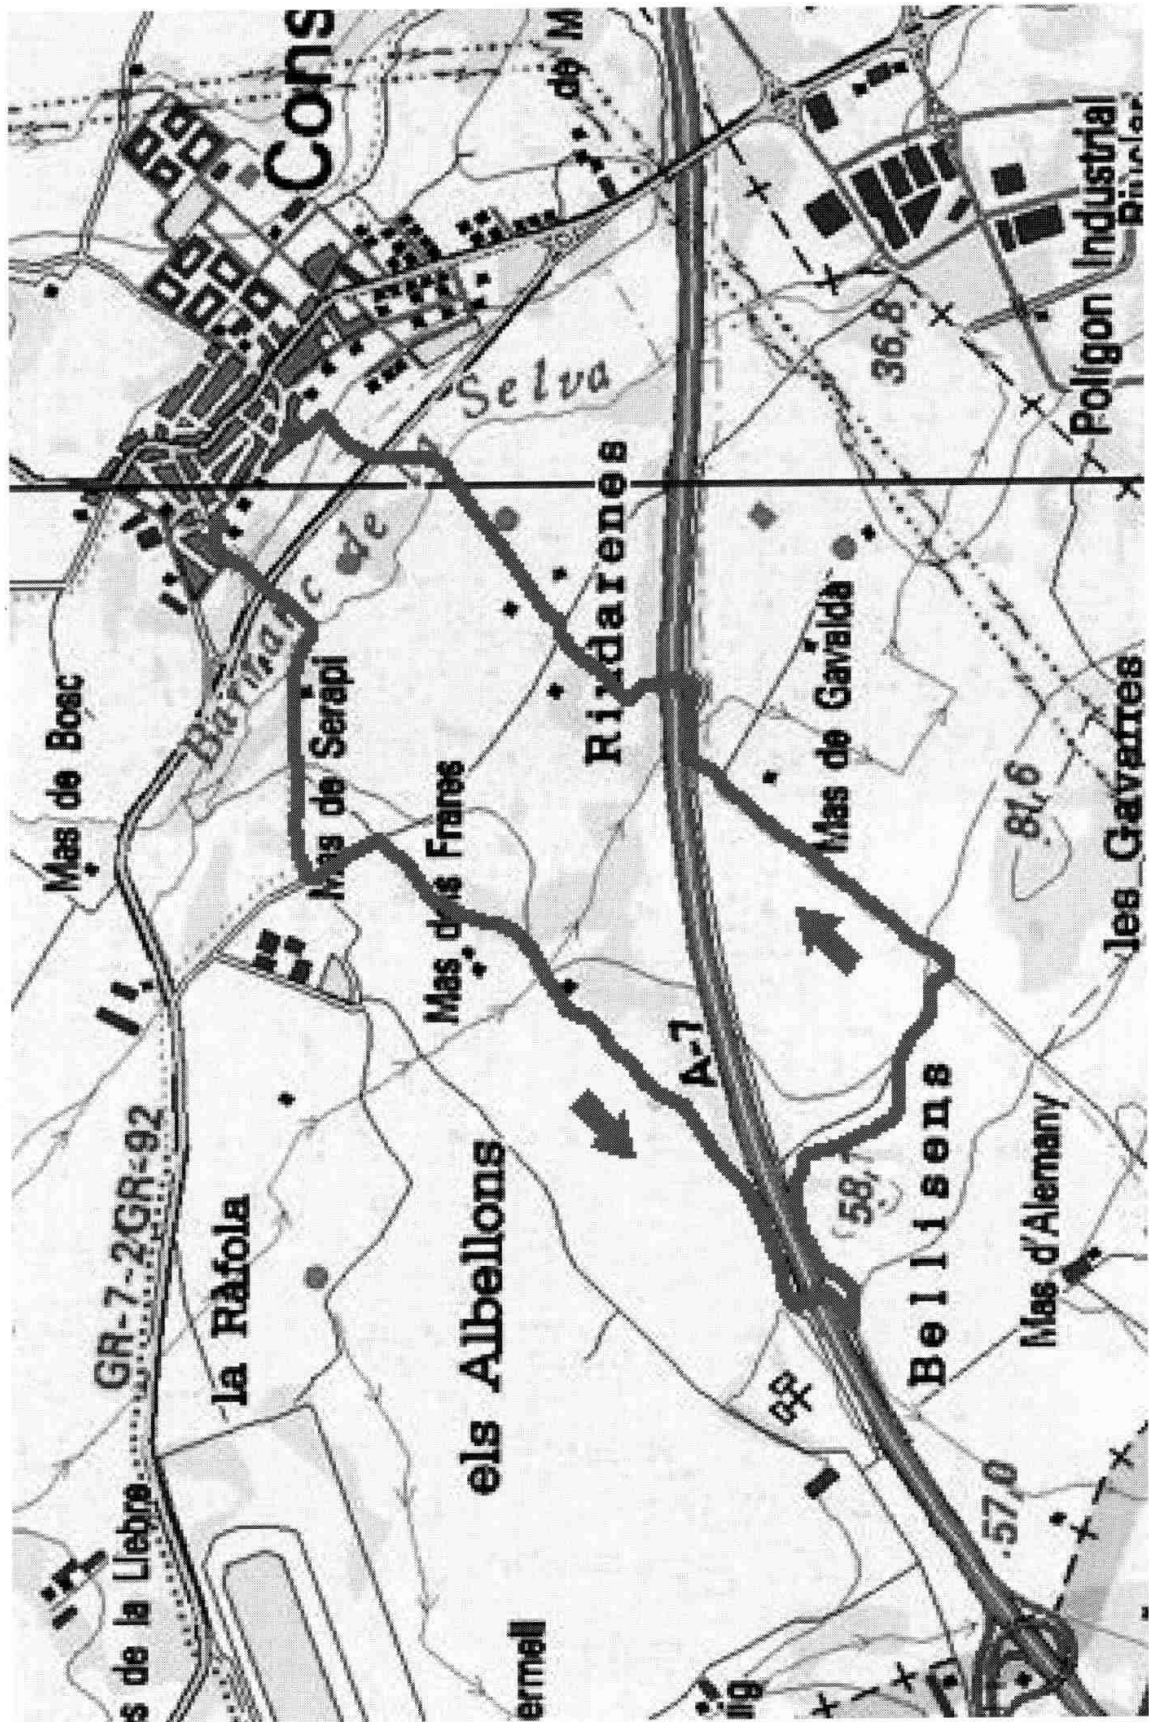 Cons
de M
Selva
de
Barranc
Mas de Bosc
Mas de Serapi
Mas dels Frares
Rindarenes
36,8
Polígon Industrial
Mas de Gavaldà
81,6
les Gavarres
A-7
GR-7-2GR-92
la Ràfola
els Albellons
58,7
Bellisens
Mas d'Alemany
s de la Llebre
57,0
ermell